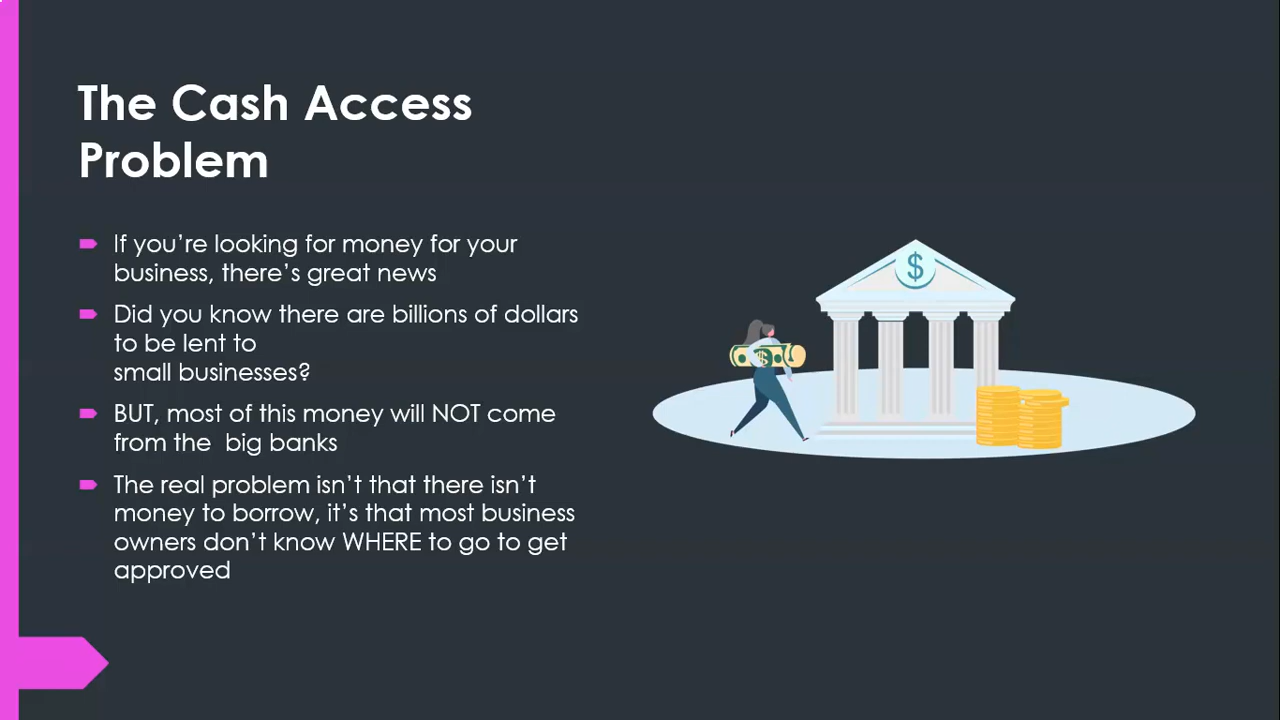 The Cash Access
Problem
If you’re looking for money for your
business, there’s great news
Did you know there are billions of dollars
to be lent to
small businesses?
BUT, most of this money will NOT come
from the  big banks
The real problem isn’t that there isn’t
money to borrow, it’s that most business
owners don’t know WHERE to go to get
approved
$
$